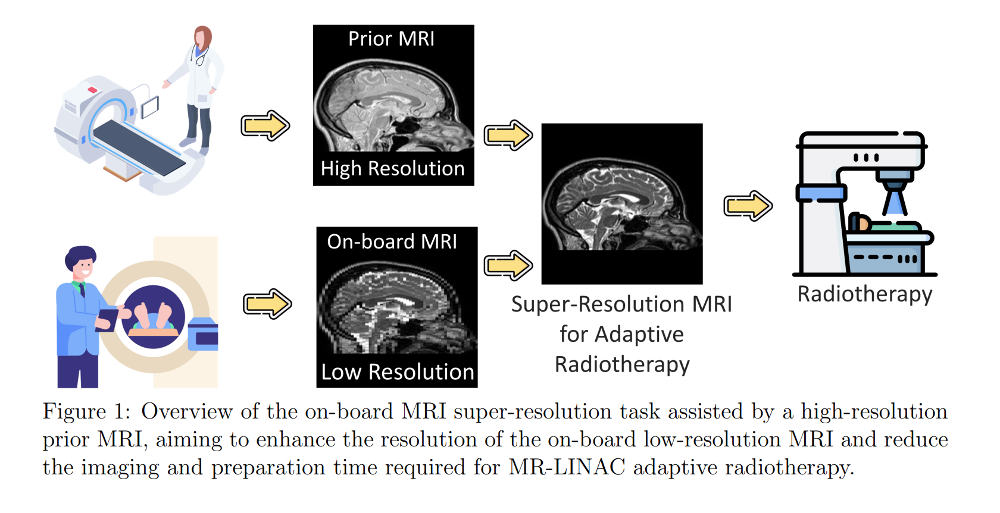 Prior MRI
High Resolution
On-board MRI
Low Resolution
Super-Resolution MRI
for Adaptive
Radiotherapy
Radiotherapy
Figure 1: Overview of the on-board MRI super-resolution task assisted by a high-resolution
prior MRI, aiming to enhance the resolution of the on-board low-resolution MRI and reduce
the imaging and preparation time required for MR-LINAC adaptive radiotherapy.